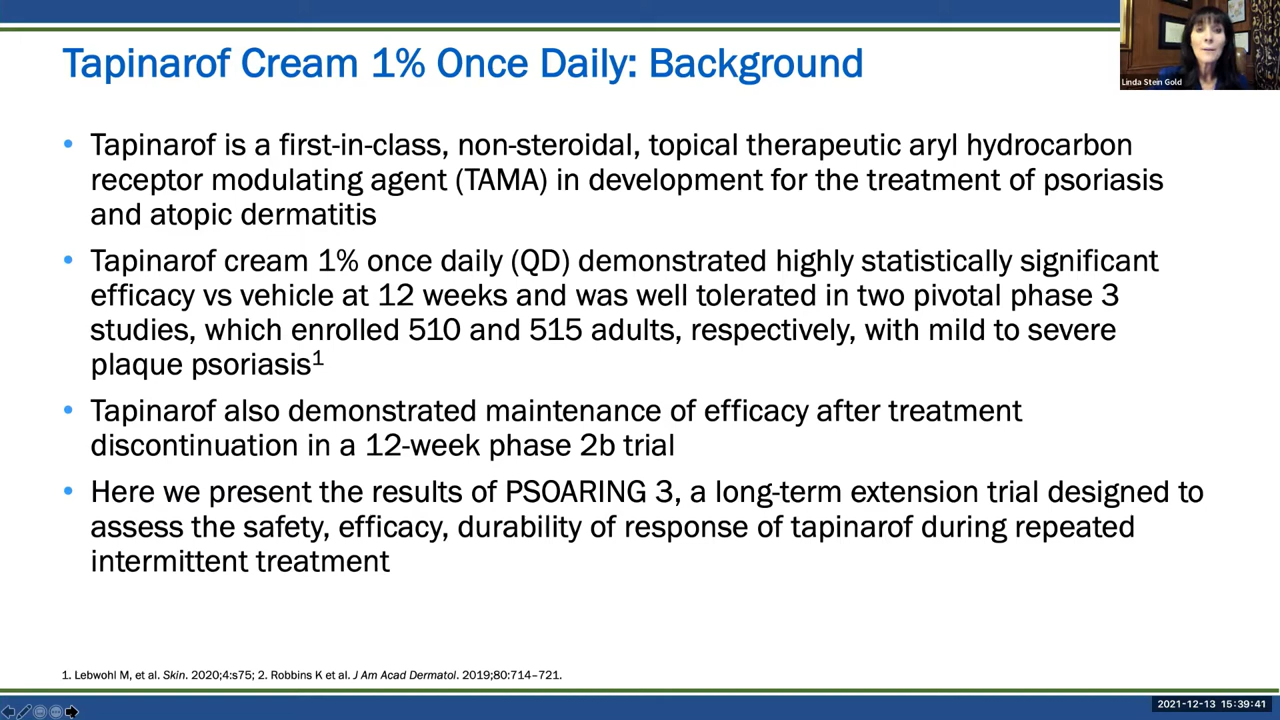 Tapinarof Cream 1% Once Daily: Background
Linda Stein Gold
• Tapinarof is a first-in-class, non-steroidal, topical therapeutic aryl hydrocarbon
receptor modulating agent (TAMA) in development for the treatment of psoriasis
and atopic dermatitis
• Tapinarof cream 1% once daily (QD) demonstrated highly statistically significant
efficacy vs vehicle at 12 weeks and was well tolerated in two pivotal phase 3
studies, which enrolled 510 and 515 adults, respectively, with mild to severe
plaque psoriasis¹
• Tapinarof also demonstrated maintenance of efficacy after treatment
discontinuation in a 12-week phase 2b trial
• Here we present the results of PSOARING 3, a long-term extension trial designed to
assess the safety, efficacy, durability of response of tapinarof during repeated
intermittent treatment
1. Lebwohl M, et al. Skin. 2020;4:s75; 2. Robbins K et al. J Am Acad Dermatol. 2019;80:714–721.
2021-12-13 15:39:41